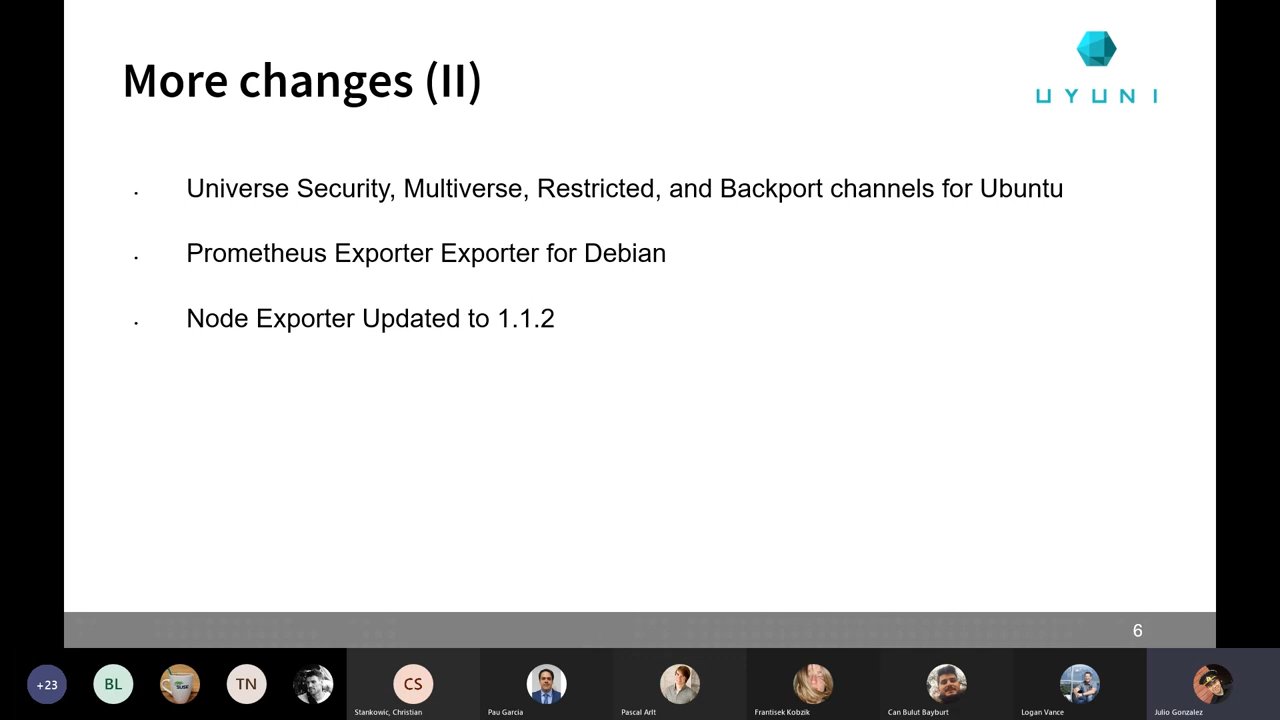 More changes (II)
UYUNI
· Universe Security, Multiverse, Restricted, and Backport channels for Ubuntu
· Prometheus Exporter Exporter for Debian
· Node Exporter Updated to 1.1.2
6
+23
BL
TN
CS
Stankowic, Christian
Pau Garcia
Pascal Arlt
Frantisek Kobzik
Can Bulut Bayburt
Logan Vance
Julio Gonzalez